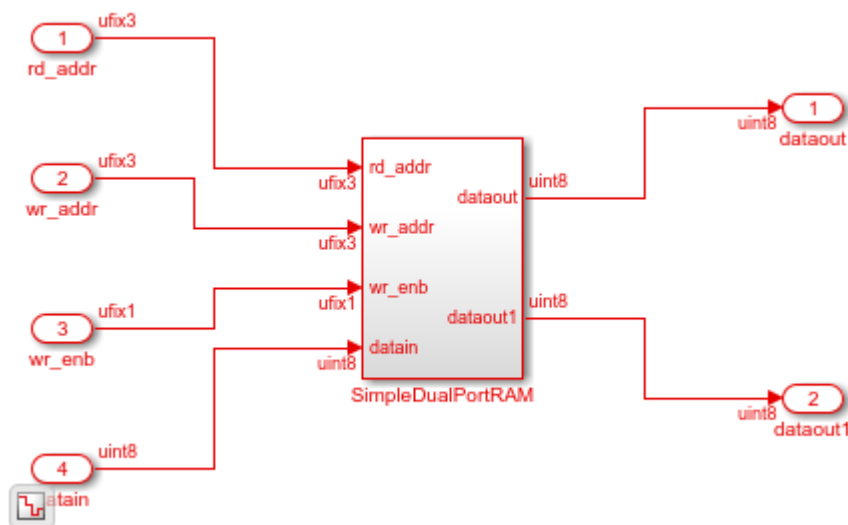 1
ufix3
rd_addr
2
ufix3
wr_addr
3
ufix1
wr_enb
4
uint8
ufix3
rd_addr
ufix3
wr_addr
ufix1
wr_enb
uint8
datain
dataout
uint8
dataout1
uint8
SimpleDualPortRAM
1
uint8
dataout
2
uint8
dataout1